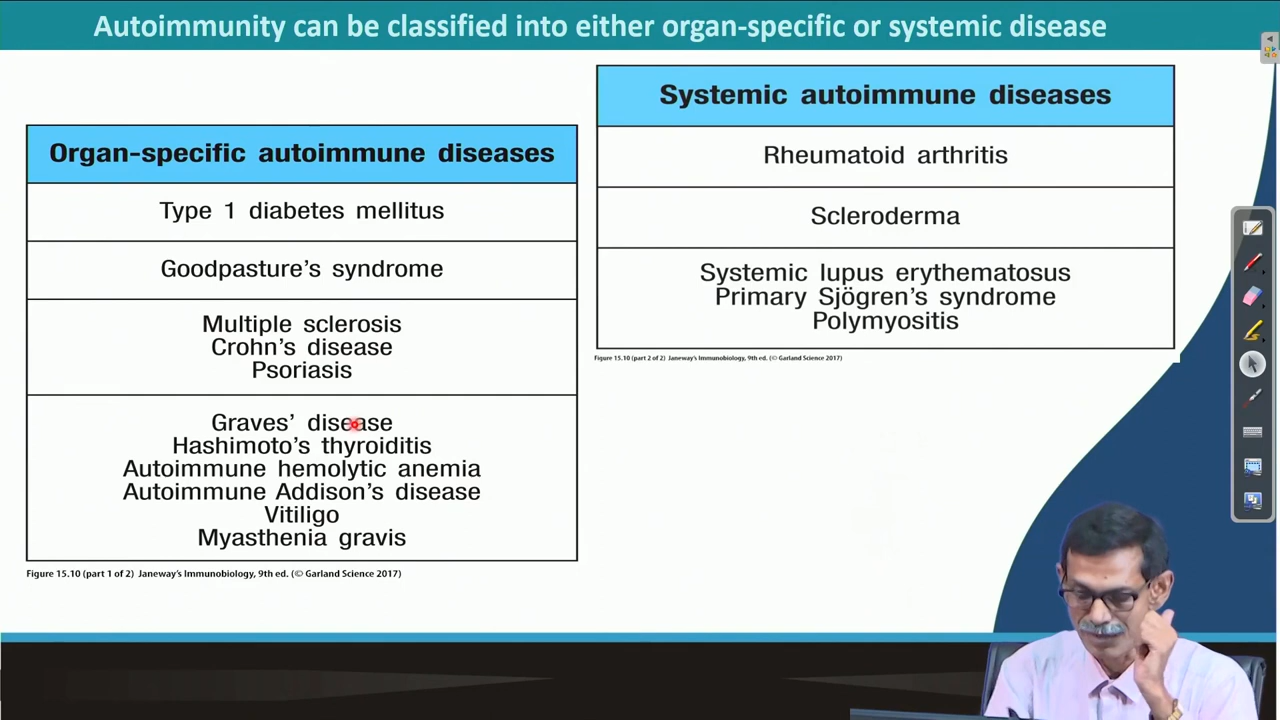 Autoimmunity can be classified into either organ-specific or systemic disease
Organ-specific autoimmune diseases
Type 1 diabetes mellitus
Goodpasture's syndrome
Multiple sclerosis
Crohn's disease
Psoriasis
Graves' disease
Hashimoto's thyroiditis
Autoimmune hemolytic anemia
Autoimmune Addison's disease
Vitiligo
Myasthenia gravis
Figure 15.10 (part 1 of 2) Janeway's Immunobiology, 9th ed. (© Garland Science 2017)
Systemic autoimmune diseases
Rheumatoid arthritis
Scleroderma
Systemic lupus erythematosus
Primary Sjögren's syndrome
Polymyositis
Figure 15.10 (part 2 of 2) Janeway's Immunobiology, 9th ed. (© Garland Science 2017)